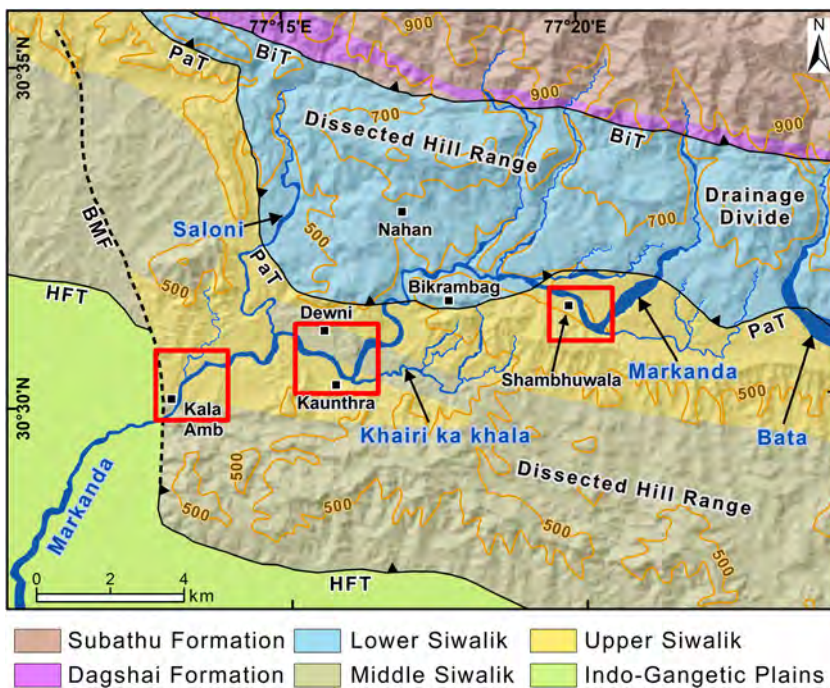 77°15'E
77°20'E
N
30°35'N
30°30'N
PaT
BiT
900
900
BiT
900
700
Dissected Hill Range
Drainage
Divide
Saloni
Nahan
500
700
BMF
PaT
HFT
500
Bikrambag
Dewni
PaT
Shambhuwala
Markanda
Kala
Amb
Kaunthra
Khairi ka khala
500
Bata
Markanda
500
500
500
Dissected Hill Range
500
500
HFT
0 2 4
km
Subathu Formation
Lower Siwalik
Upper Siwalik
Dagshai Formation
Middle Siwalik
Indo-Gangetic Plains